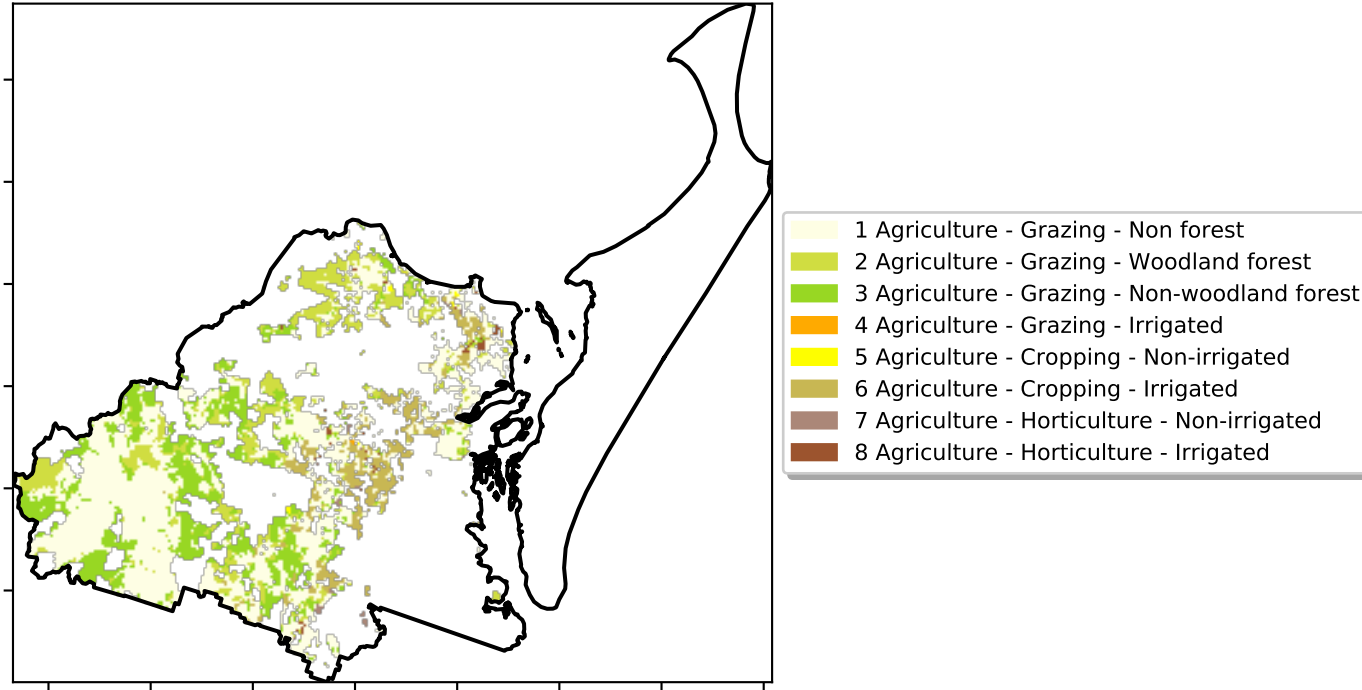 1 Agriculture - Grazing - Non forest
2 Agriculture - Grazing - Woodland forest
3 Agriculture - Grazing - Non-woodland forest
4 Agriculture - Grazing - Irrigated
5 Agriculture - Cropping - Non-irrigated
6 Agriculture - Cropping - Irrigated
7 Agriculture - Horticulture - Non-irrigated
8 Agriculture - Horticulture - Irrigated